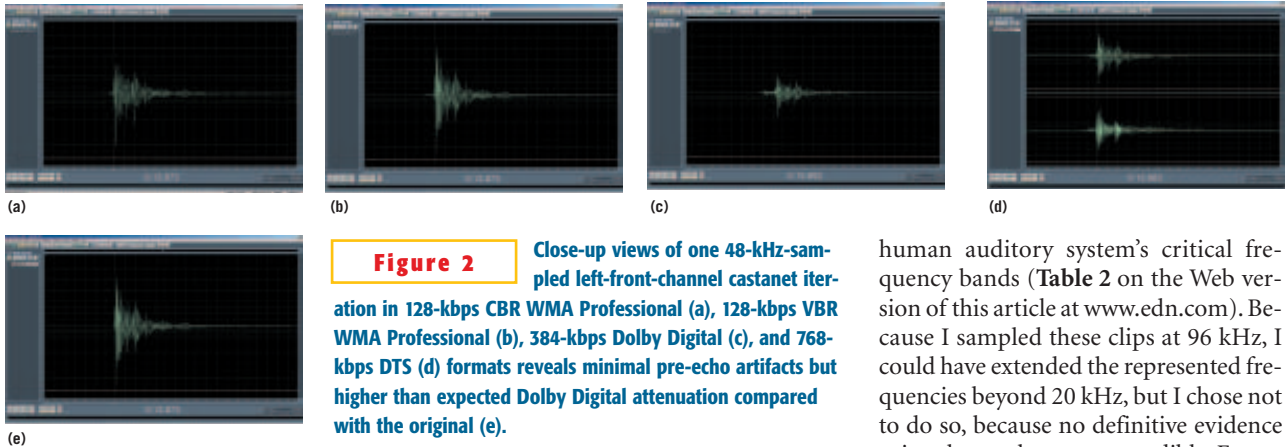 (a)
(b)
(c)
(d)
(e)
Figure 2
Close-up views of one 48-kHz-sam-
pled left-front-channel castanet iter-
ation in 128-kbps CBR WMA Professional (a), 128-kbps VBR
WMA Professional (b), 384-kbps Dolby Digital (c), and 768-
kbps DTS (d) formats reveals minimal pre-echo artifacts but
higher than expected Dolby Digital attenuation compared
with the original (e).
human auditory system's critical fre-
quency bands (Table 2 on the Web ver-
sion of this article at www.edn.com). Be-
cause I sampled these clips at 96 kHz, I
could have extended the represented fre-
quencies beyond 20 kHz, but I chose not
to do so, because no definitive evidence